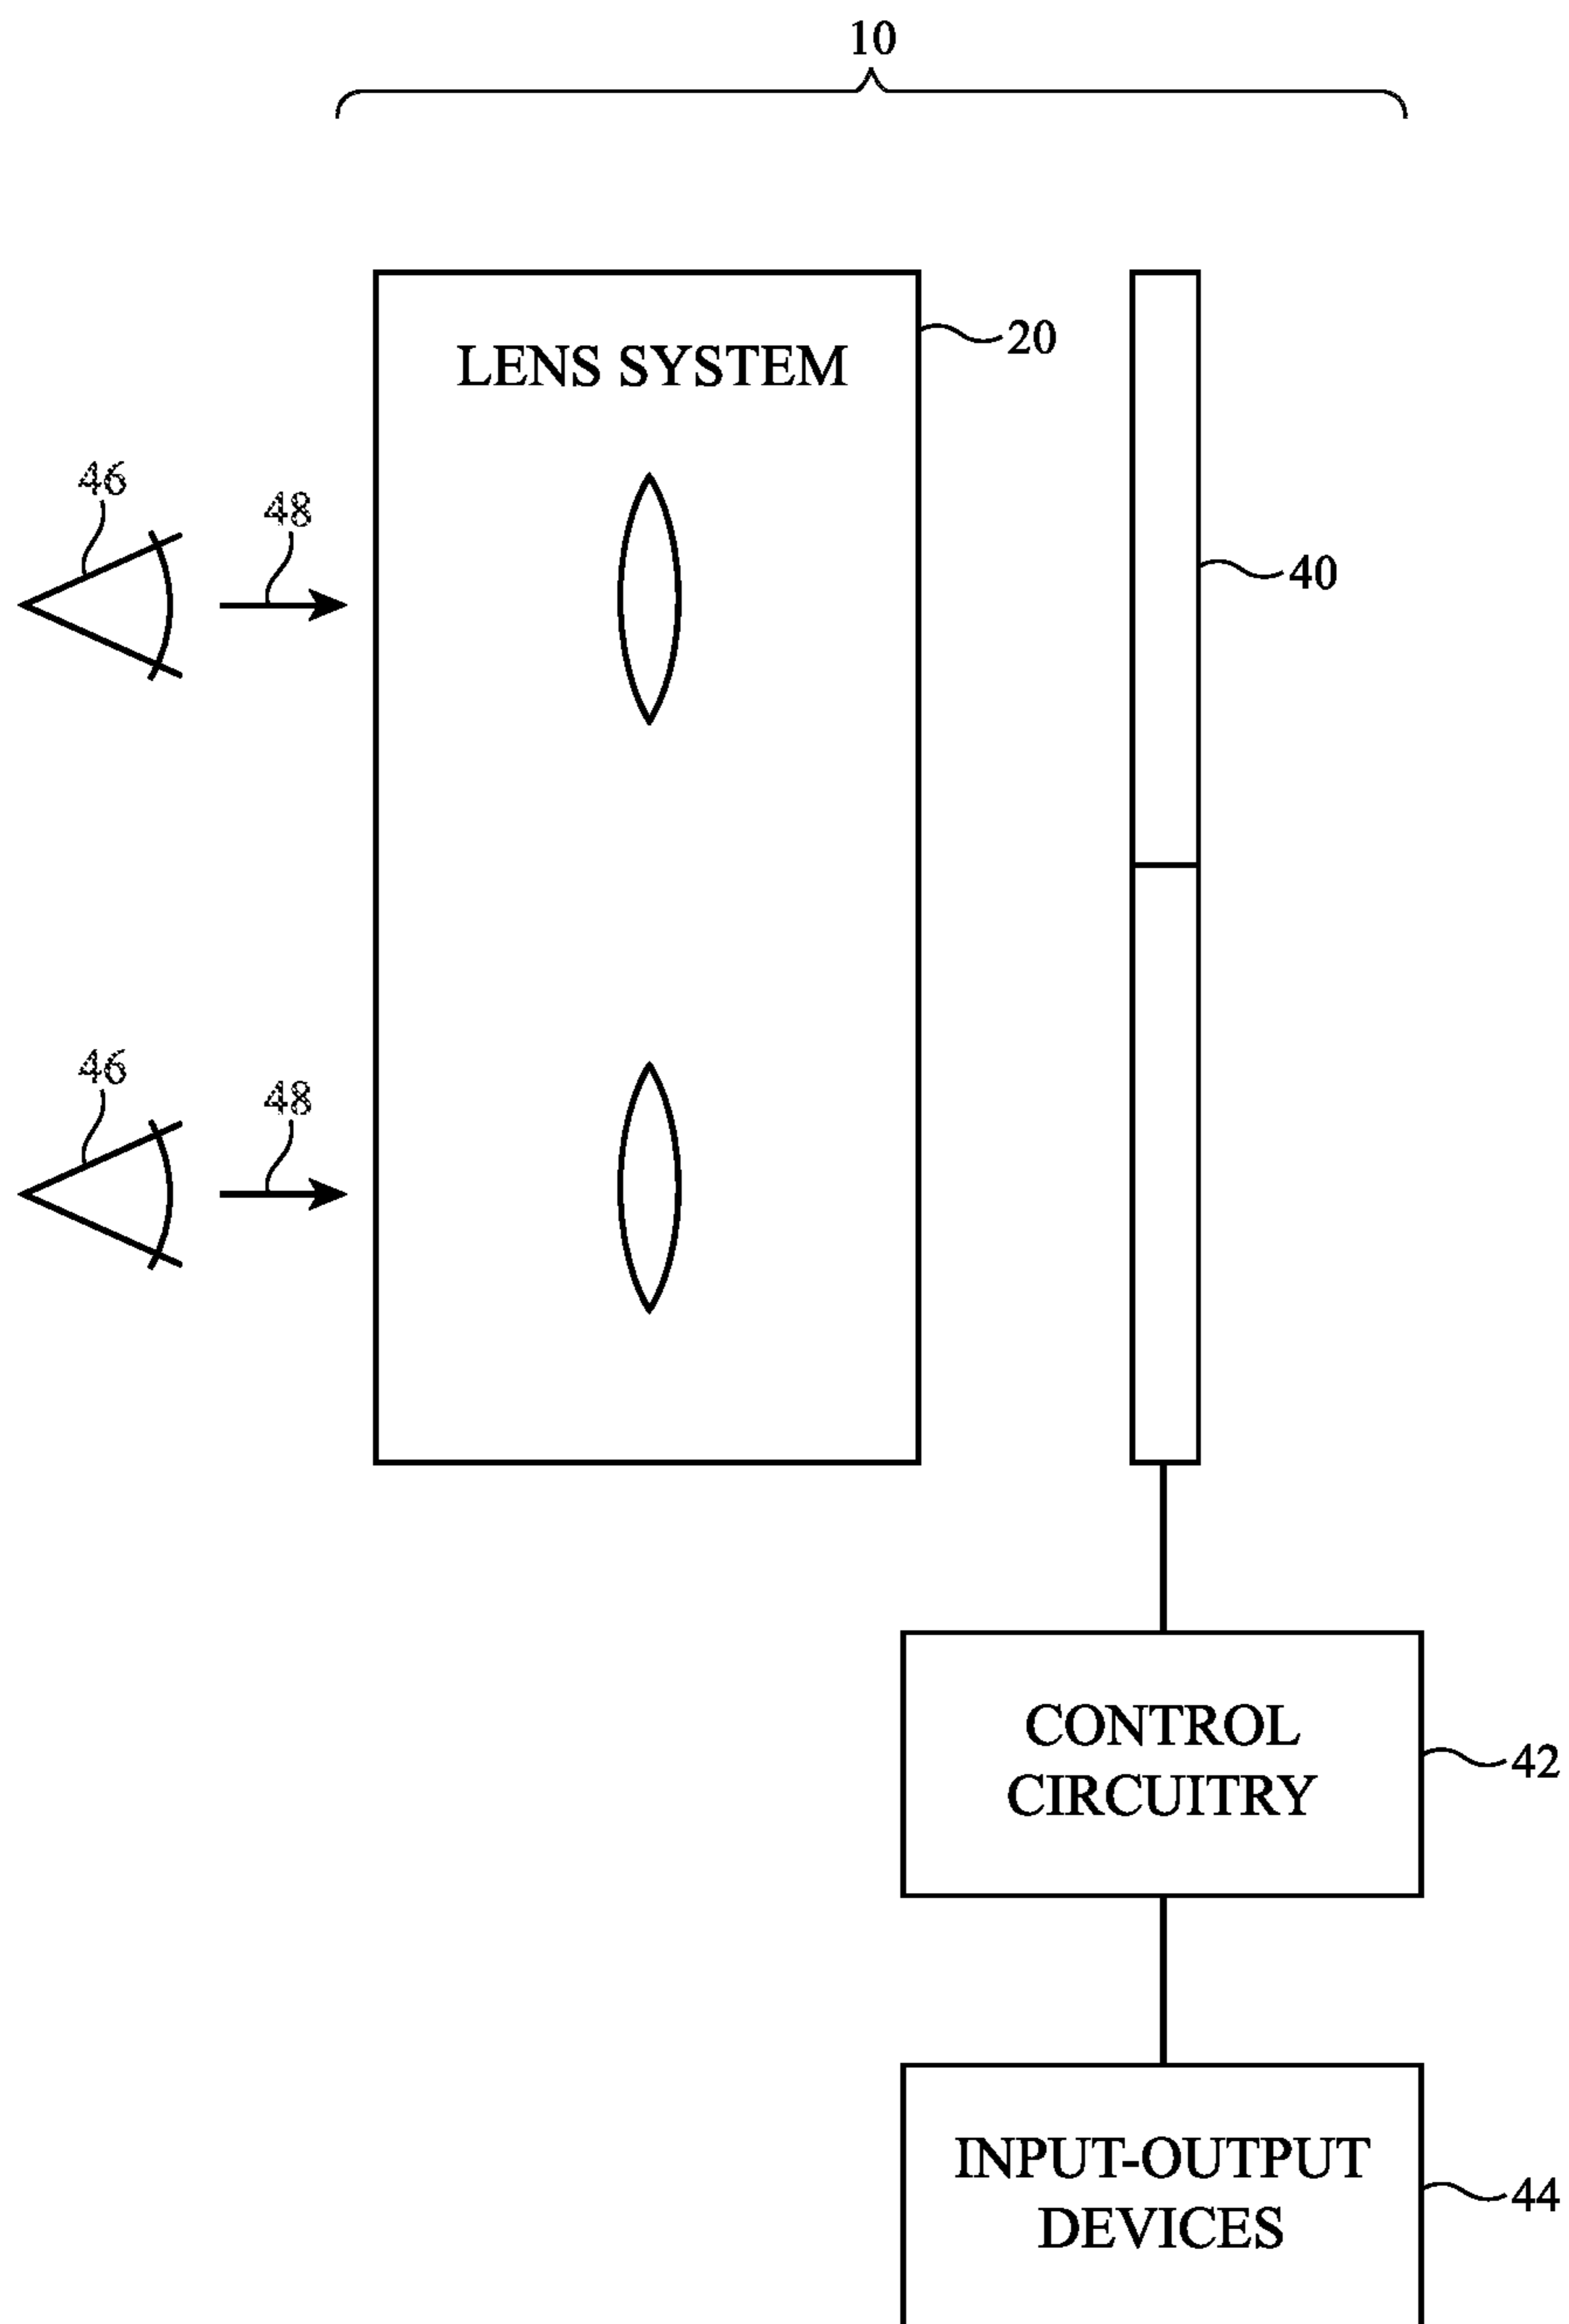 10
LENS SYSTEM
20
46
48
40
46
48
CONTROL
CIRCUITRY
42
INPUT-OUTPUT
DEVICES
44